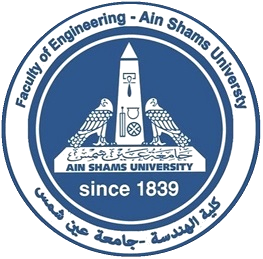 Faculty of Engineering - Ain Shams University
جامعة عين شمس
AIN SHAMS UNIVERSITY
since 1839
كلية الهندسة - جامعة عين شمس